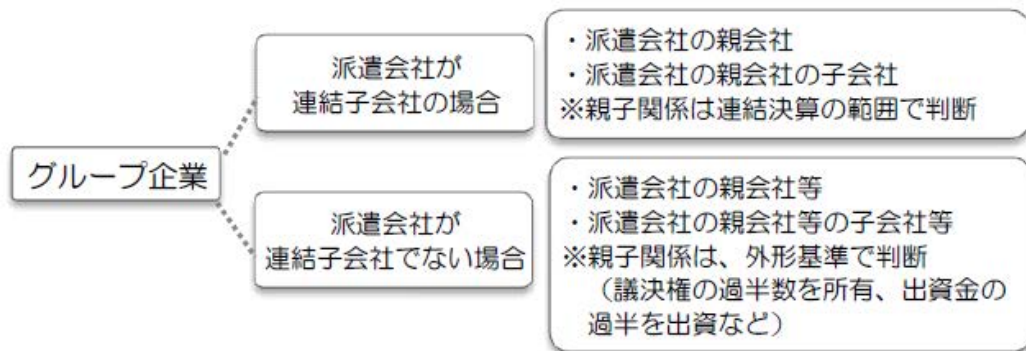 グループ企業
派遣会社が
連結子会社の場合
・派遣会社の親会社
・派遣会社の親会社の子会社
※親子関係は連結決算の範囲で判断
派遣会社が
連結子会社でない場合
・派遣会社の親会社等
・派遣会社の親会社等の子会社等
※親子関係は、外形基準で判断
（議決権の過半数を所有、出資金の
過半を出資など）